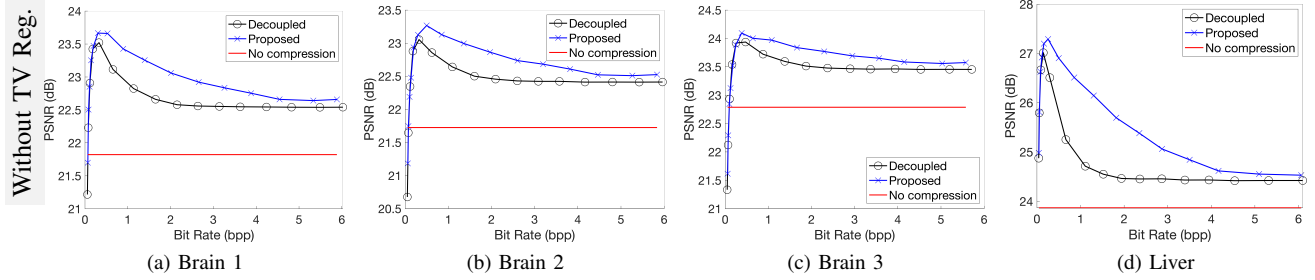 Without TV Reg.
24
23.5
23
22.5
22
21.5
21
PSNR (dB)
0 1 2 3 4 5 6
Bit Rate (bpp)
Decoupled
Proposed
No compression
(a) Brain 1
23.5
23
22.5
22
21.5
21
20.5
PSNR (dB)
0 1 2 3 4 5 6
Bit Rate (bpp)
Decoupled
Proposed
No compression
(b) Brain 2
24.5
24
23.5
23
22.5
22
21.5
21
PSNR (dB)
0 1 2 3 4 5 6
Bit Rate (bpp)
Decoupled
Proposed
No compression
(c) Brain 3
28
27
26
25
24
PSNR (dB)
0 1 2 3 4 5 6
Bit Rate (bpp)
Decoupled
Proposed
No compression
(d) Liver